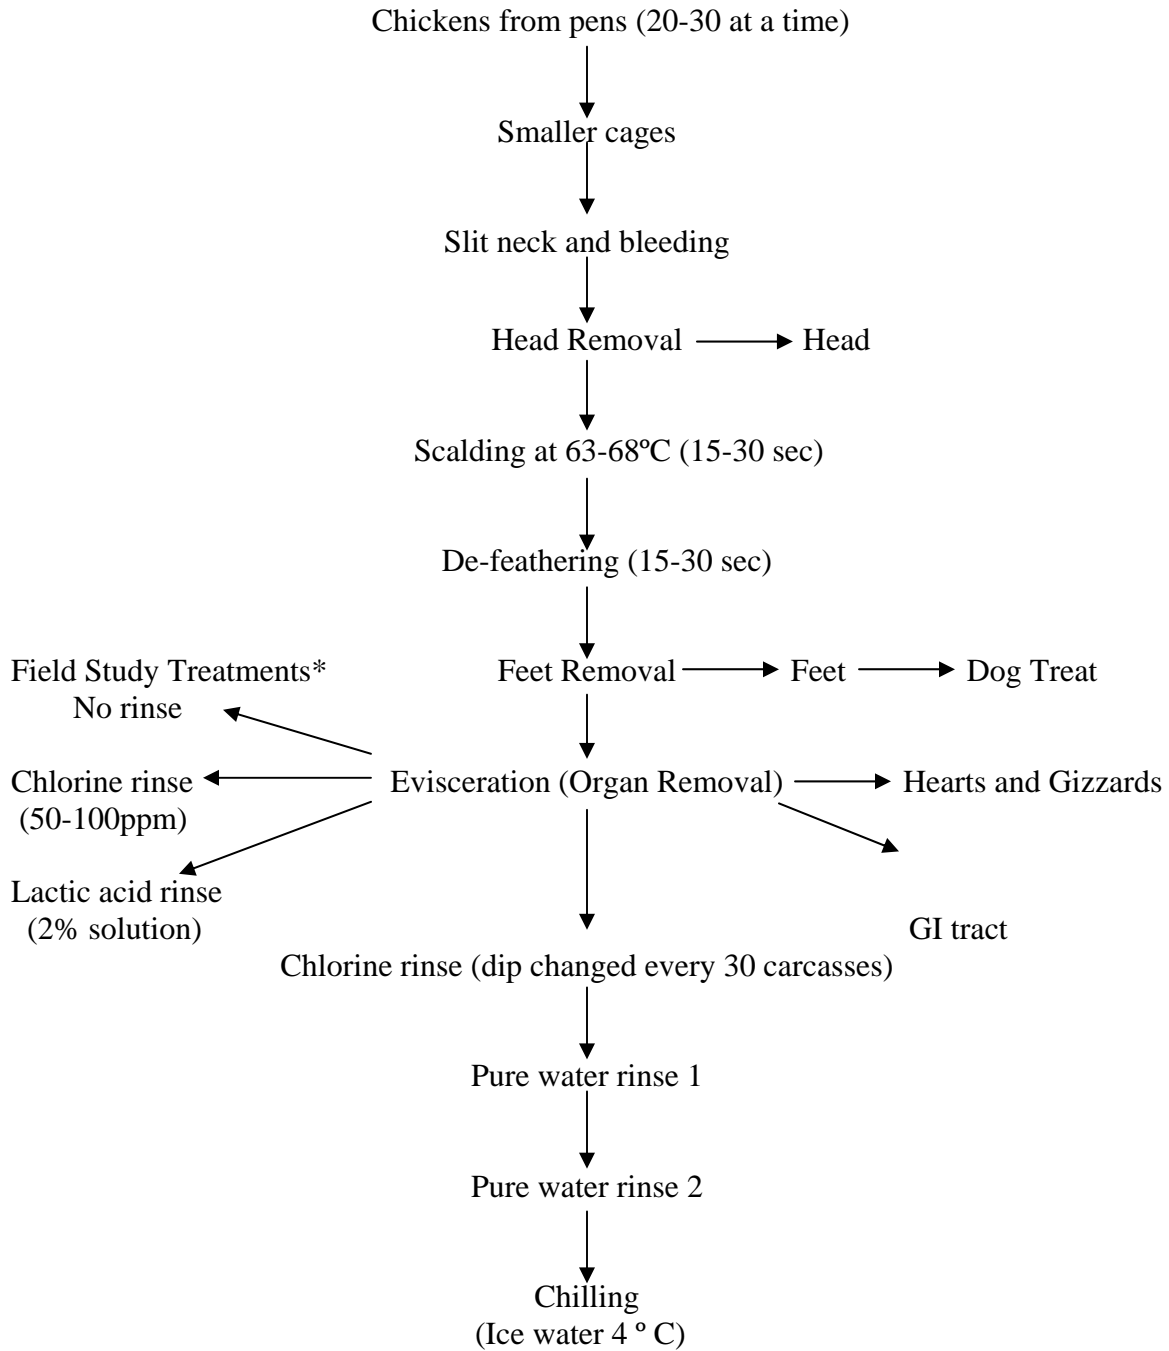 Chickens from pens (20-30 at a time)
Smaller cages
Slit neck and bleeding
Head Removal
Head
Scalding at 63-68ºC (15-30 sec)
De-feathering (15-30 sec)
Feet Removal
Feet
Dog Treat
Field Study Treatments*
No rinse
Chlorine rinse
(50-100ppm)
Lactic acid rinse
(2% solution)
Evisceration (Organ Removal)
Hearts and Gizzards
GI tract
Chlorine rinse (dip changed every 30 carcasses)
Pure water rinse 1
Pure water rinse 2
Chilling
(Ice water 4 º C)